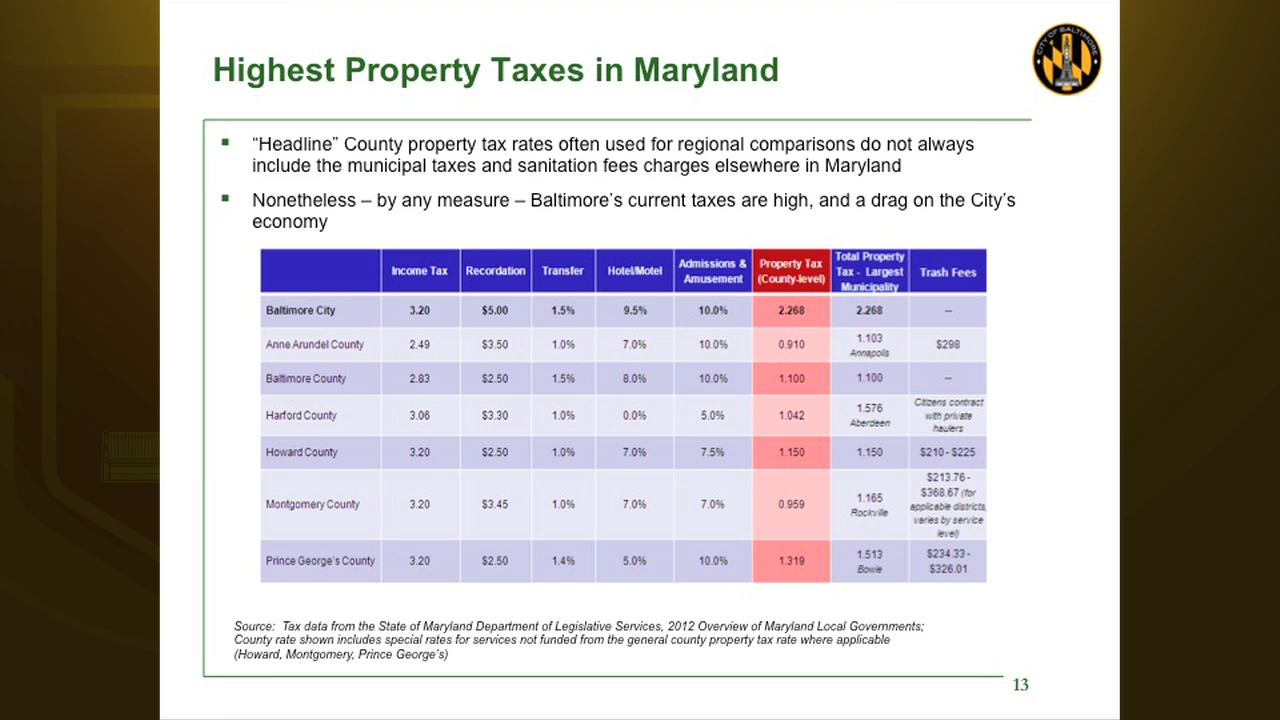 CITY OF BALTIMORE
Highest Property Taxes in Maryland
“Headline” County property tax rates often used for regional comparisons do not always
include the municipal taxes and sanitation fees charges elsewhere in Maryland
Nonetheless – by any measure – Baltimore’s current taxes are high, and a drag on the City’s
economy
Income Tax Recordation Transfer Hotel/Motel Admissions & Amusement Property Tax (County-level) Total Property Tax - Largest Municipality Trash Fees
Baltimore City 3.20 $5.00 1.5% 9.5% 10.0% 2.268 2.268 --
Anne Arundel County 2.49 $3.50 1.0% 7.0% 10.0% 0.910 1.103 Annapolis $298
Baltimore County 2.83 $2.50 1.5% 8.0% 10.0% 1.100 1.100 --
Harford County 3.06 $3.30 1.0% 0.0% 5.0% 1.042 1.576 Aberdeen Citizens contract with private haulers
Howard County 3.20 $2.50 1.0% 7.0% 7.5% 1.150 1.150 $210 - $225
Montgomery County 3.20 $3.45 1.0% 7.0% 7.0% 0.959 1.165 Rockville $213.76 - $368.67 (for applicable districts, varies by service level)
Prince George’s County 3.20 $2.50 1.4% 5.0% 10.0% 1.319 1.513 Bowie $234.33 - $326.01
Source: Tax data from the State of Maryland Department of Legislative Services, 2012 Overview of Maryland Local Governments;
County rate shown includes special rates for services not funded from the general county property tax rate where applicable
(Howard, Montgomery, Prince George’s)
13